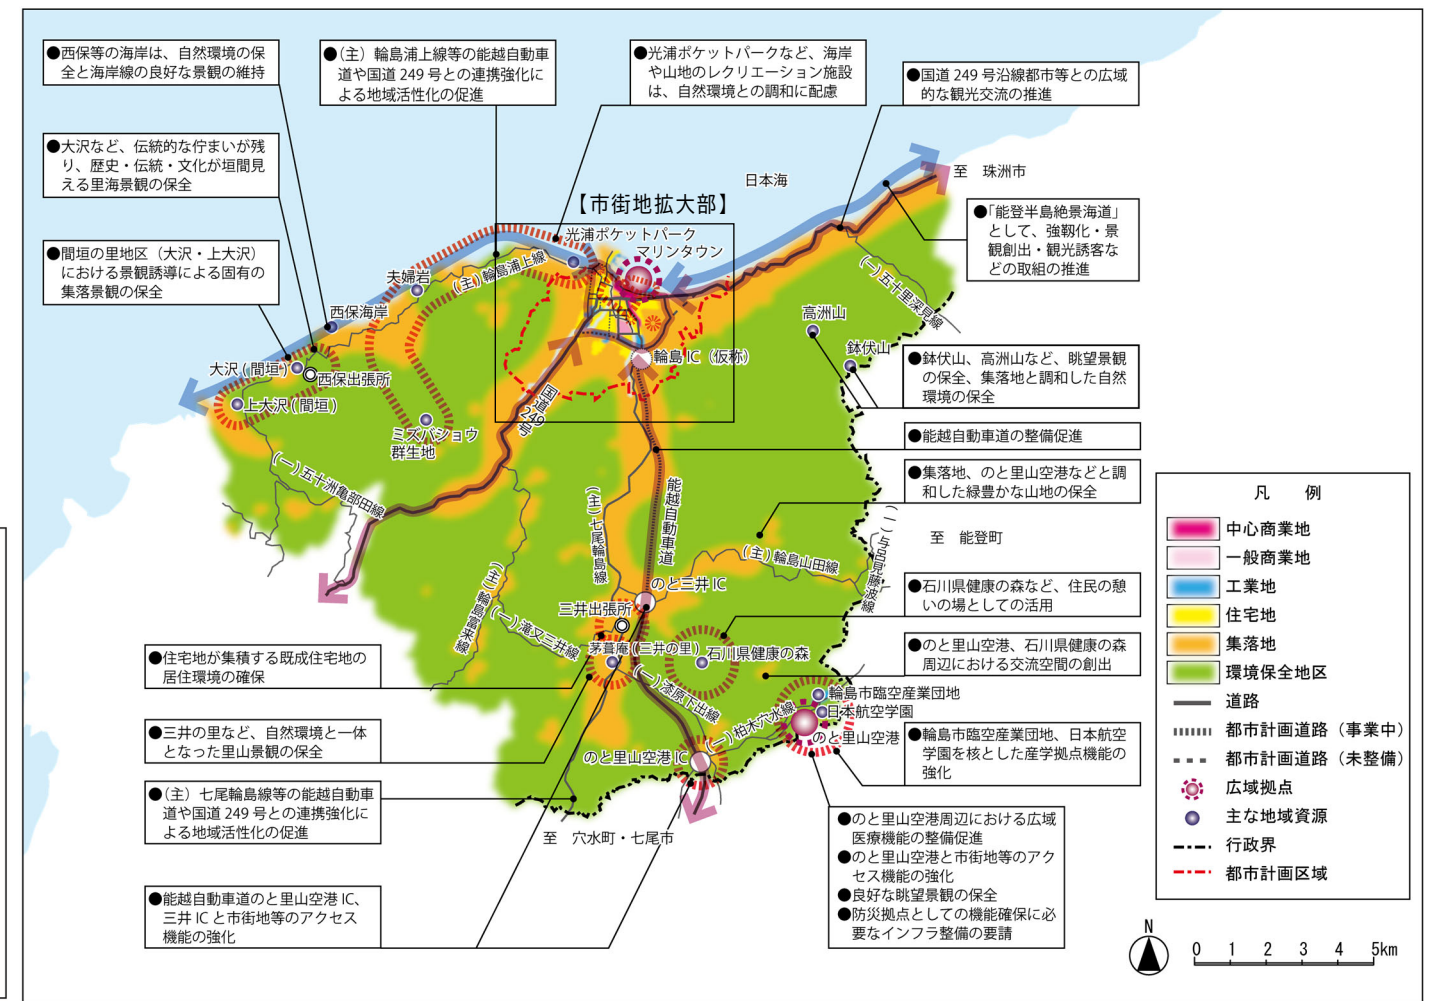 ●西保等の海岸は、自然環境の保
全と海岸線の良好な景観の維持
●(主)輪島浦上線等の能越自動車
道や国道 249 号との連携強化に
よる地域活性化の促進
●光浦ポケットパークなど、海岸
や山地のレクリエーション施設
は、自然環境との調和に配慮
●国道 249 号沿線都市等との広域
的な観光交流の推進
●大沢など、伝統的な佇まいが残
り、歴史・伝統・文化が垣間見
える里海景観の保全
●間垣の里地区(大沢・上大沢)
における景観誘導による固有の
集落景観の保全
日本海
至 珠洲市
●「能登半島絶景海道」
として、強靱化・景
観創出・観光誘客な
どの取組の推進
【市街地拡大部】
光浦ポケットパーク
マリンタウン
夫婦岩
(主)輪島浦上線
西保海岸
(一)五十里深見線
高洲山
鉢伏山
大沢(間垣)
西保出張所
上大沢(間垣)
輪島 IC(仮称)
国道249号
ミズバショウ
群生地
●鉢伏山、高洲山など、眺望景観
の保全、集落地と調和した自然
環境の保全
●能越自動車道の整備促進
●集落地、のと里山空港などと調
和した緑豊かな山地の保全
(一)五十洲亀部田線
(主)七尾輪島線
能越自動車道
(一)与呂見藤波線
至 能登町
(主)輪島山田線
のと三井 IC
●石川県健康の森など、住民の憩
いの場としての活用
(主)輪島富来線
(一)滝又三井線
三井出張所
茅葺庵(三井の里)
石川県健康の森
●のと里山空港、石川県健康の森
周辺における交流空間の創出
●住宅地が集積する既成住宅地の
居住環境の確保
(一)漆原下出線
(一)柏木穴水線
輪島市臨空産業団地
日本航空学園
のと里山空港
●三井の里など、自然環境と一体
となった里山景観の保全
のと里山空港 IC
●輪島市臨空産業団地、日本航空
学園を核とした産学拠点機能の
強化
●(主)七尾輪島線等の能越自動車
道や国道 249 号との連携強化に
よる地域活性化の促進
至 穴水町・七尾市
●のと里山空港周辺における広域
医療機能の整備促進
●のと里山空港と市街地等のアク
セス機能の強化
●良好な眺望景観の保全
●防災拠点としての機能確保に必
要なインフラ整備の要請
●能越自動車道のと里山空港 IC、
三井 IC と市街地等のアクセス
機能の強化
凡 例
中心商業地
一般商業地
工業地
住宅地
集落地
環境保全地区
道路
都市計画道路(事業中)
都市計画道路(未整備)
広域拠点
主な地域資源
行政界
都市計画区域
N
0 1 2 3 4 5km